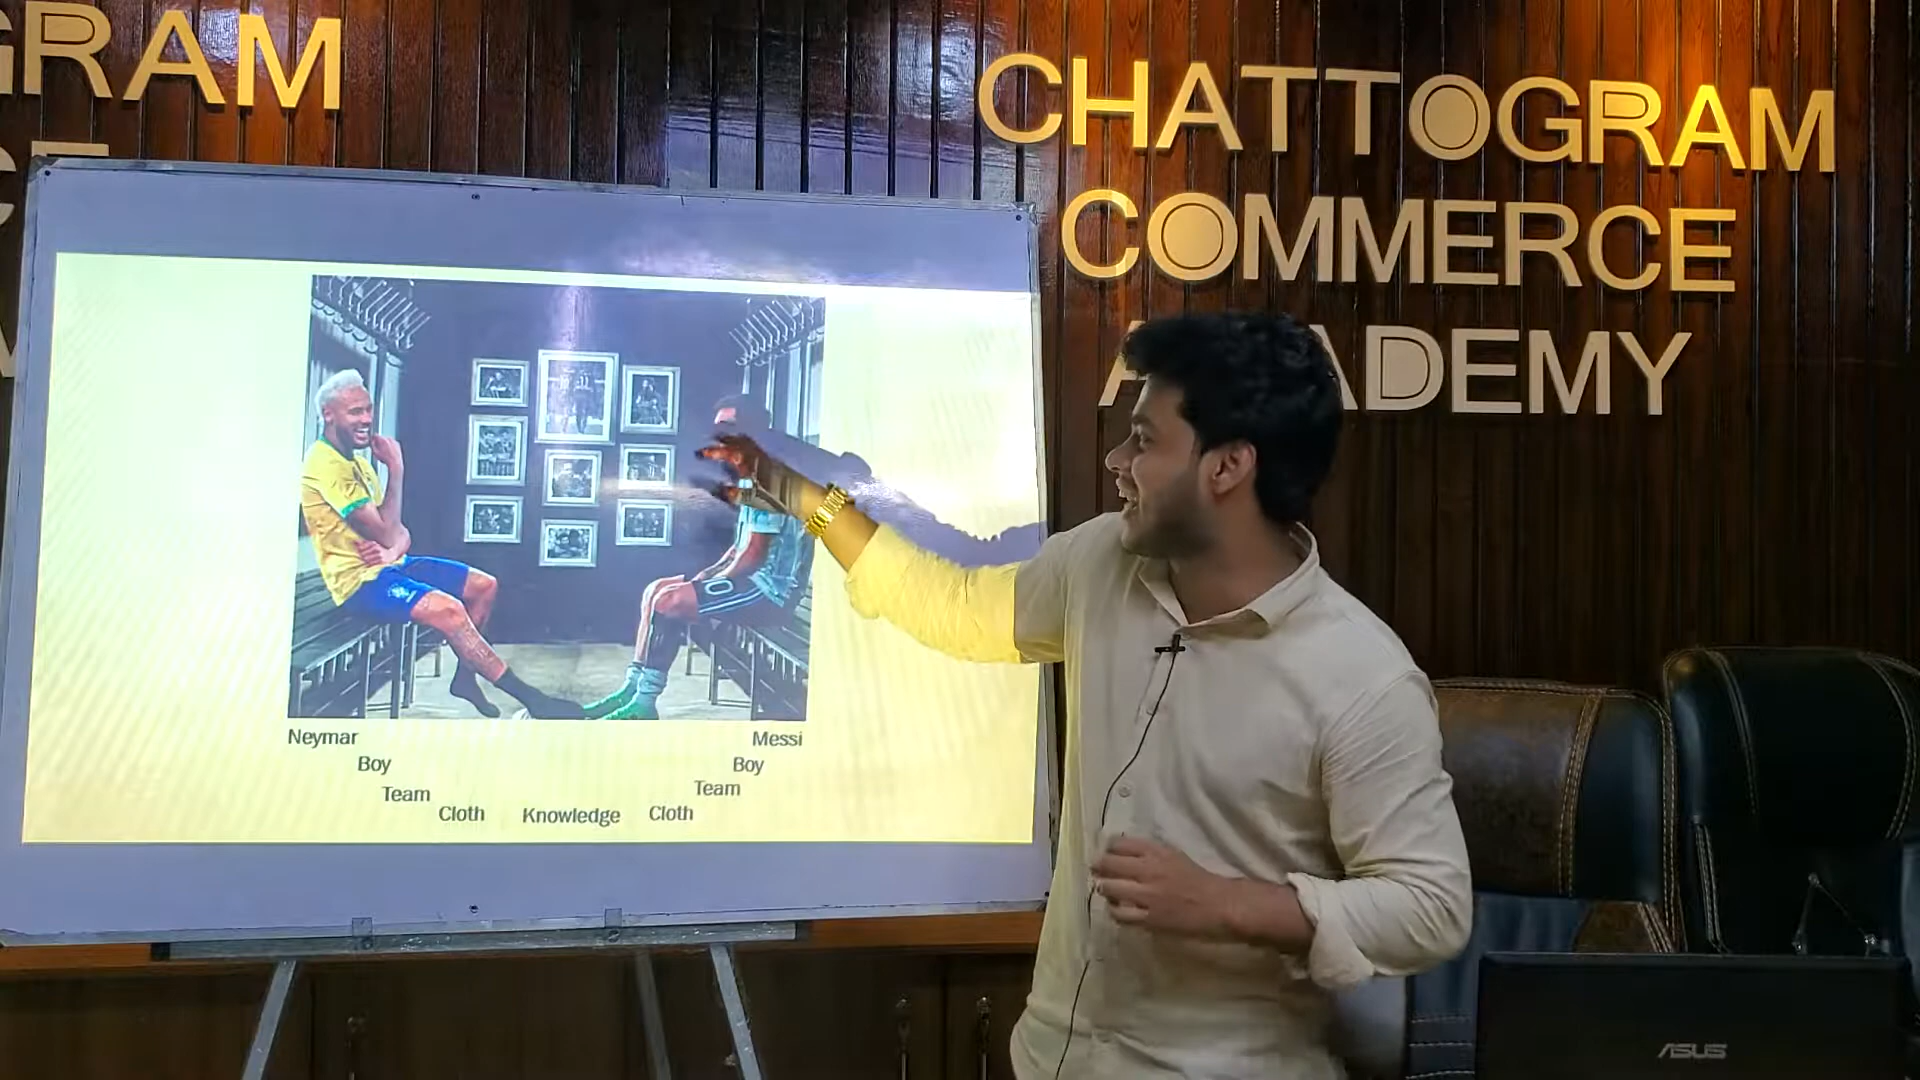 GRAM
CHATTOGRAM
COMMERCE
ADEMY
Neymar Messi
Boy Boy
Team Team
Cloth Knowledge Cloth
ASUS